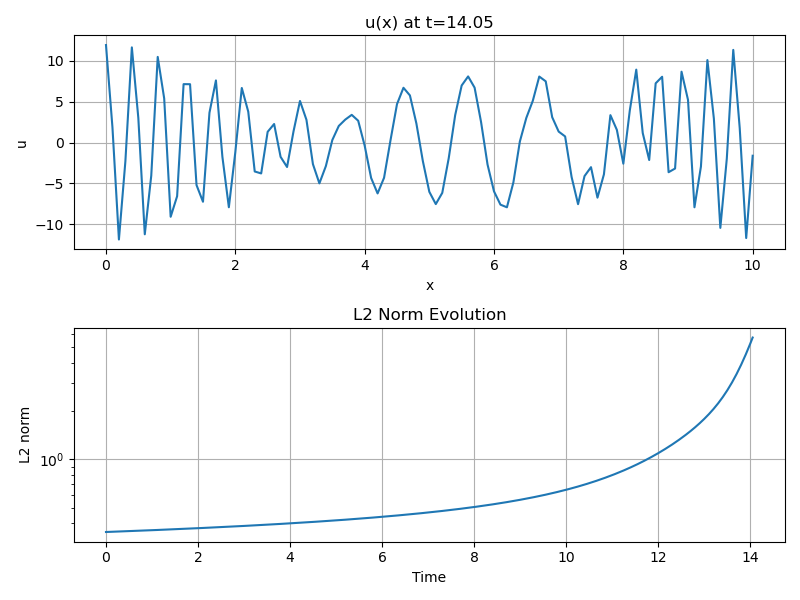 u(x) at t=14.05
10
5
0
−5
−10
u
0 2 4 6 8 10
x
L2 Norm Evolution
10⁰
L2 norm
0 2 4 6 8 10 12 14
Time